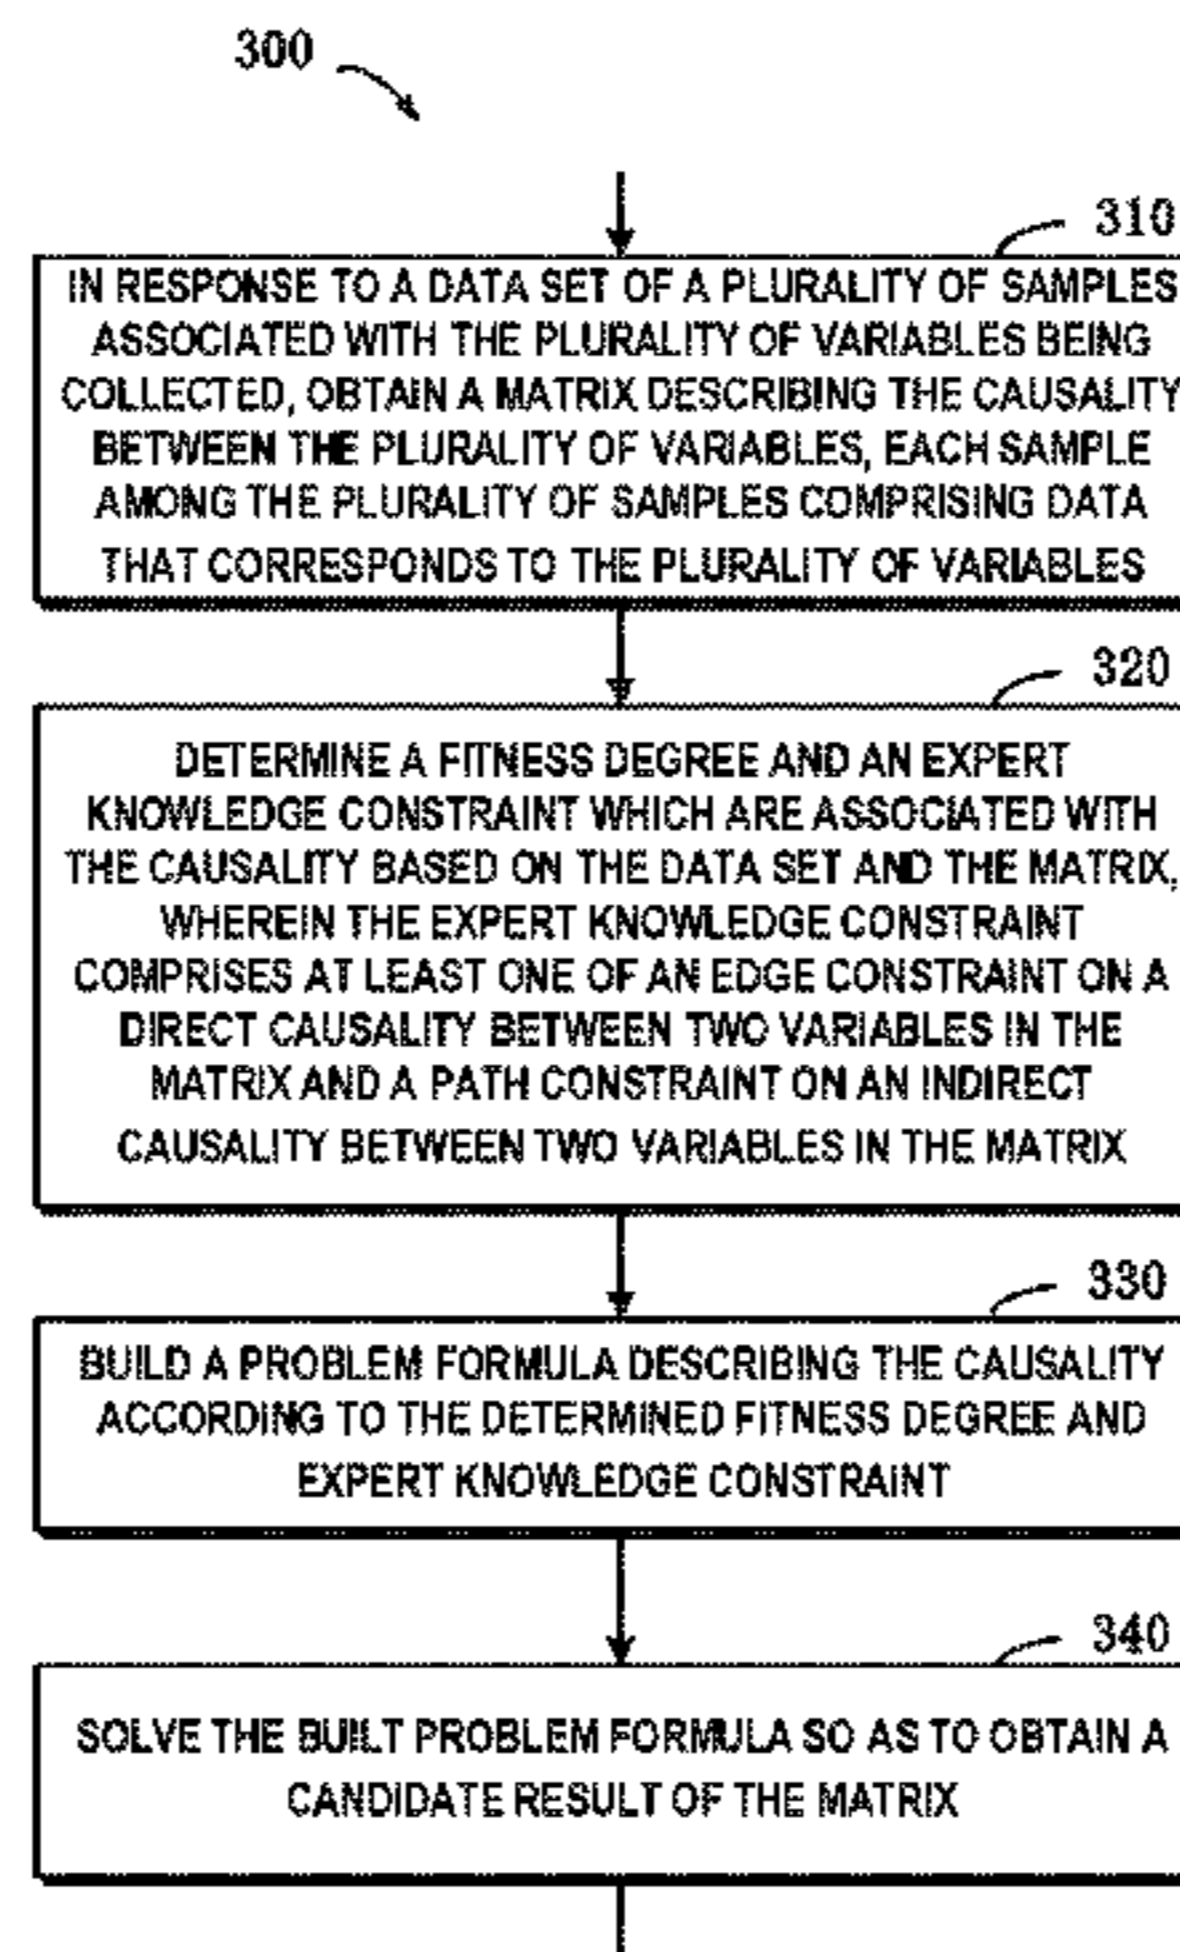 300
310
IN RESPONSE TO A DATA SET OF A PLURALITY OF SAMPLES
ASSOCIATED WITH THE PLURALITY OF VARIABLES BEING
COLLECTED, OBTAIN A MATRIX DESCRIBING THE CAUSALITY
BETWEEN THE PLURALITY OF VARIABLES, EACH SAMPLE
AMONG THE PLURALITY OF SAMPLES COMPRISING DATA
THAT CORRESPONDS TO THE PLURALITY OF VARIABLES
320
DETERMINE A FITNESS DEGREE AND AN EXPERT
KNOWLEDGE CONSTRAINT WHICH ARE ASSOCIATED WITH
THE CAUSALITY BASED ON THE DATA SET AND THE MATRIX,
WHEREIN THE EXPERT KNOWLEDGE CONSTRAINT
COMPRISES AT LEAST ONE OF AN EDGE CONSTRAINT ON A
DIRECT CAUSALITY BETWEEN TWO VARIABLES IN THE
MATRIX AND A PATH CONSTRAINT ON AN INDIRECT
CAUSALITY BETWEEN TWO VARIABLES IN THE MATRIX
330
BUILD A PROBLEM FORMULA DESCRIBING THE CAUSALITY
ACCORDING TO THE DETERMINED FITNESS DEGREE AND
EXPERT KNOWLEDGE CONSTRAINT
340
SOLVE THE BUILT PROBLEM FORMULA SO AS TO OBTAIN A
CANDIDATE RESULT OF THE MATRIX